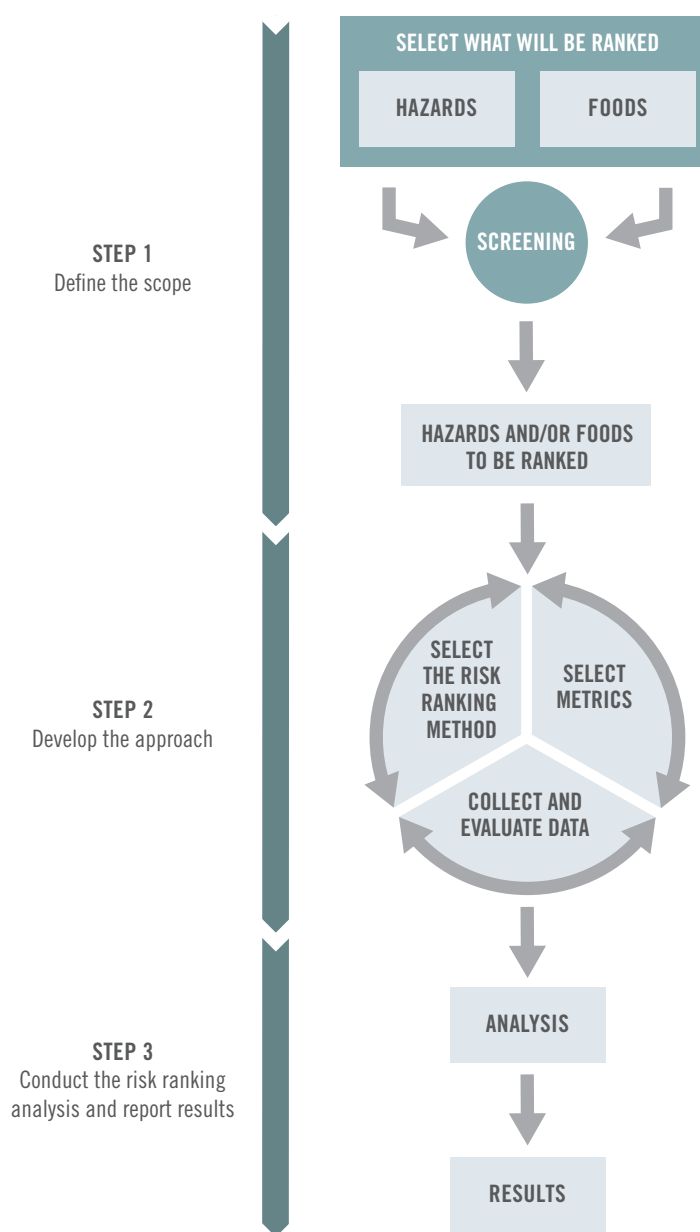 SELECT WHAT WILL BE RANKED
HAZARDS
FOODS
SCREENING
STEP 1
Define the scope
HAZARDS AND/OR FOODS
TO BE RANKED
SELECT
THE RISK
RANKING
METHOD
SELECT
METRICS
STEP 2
Develop the approach
COLLECT AND
EVALUATE DATA
ANALYSIS
STEP 3
Conduct the risk ranking
analysis and report results
RESULTS